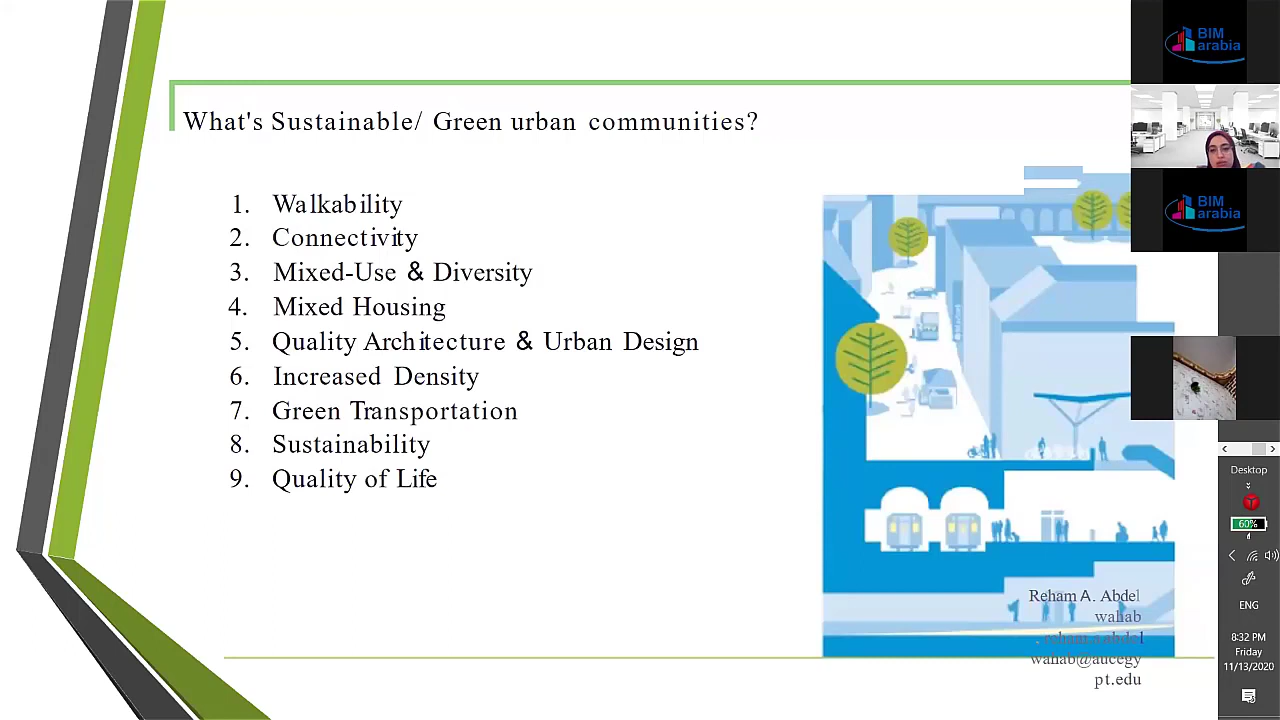 BIM
arabia
What's Sustainable/ Green urban communities?
1. Walkability
2. Connectivity
3. Mixed-Use & Diversity
4. Mixed Housing
5. Quality Architecture & Urban Design
6. Increased Density
7. Green Transportation
8. Sustainability
9. Quality of Life
BIM
arabia
Reham A. Abdel
wahab
wahab@aucegy
pt.edu
Desktop
60%
ENG
8:32 PM
Friday
11/13/2020